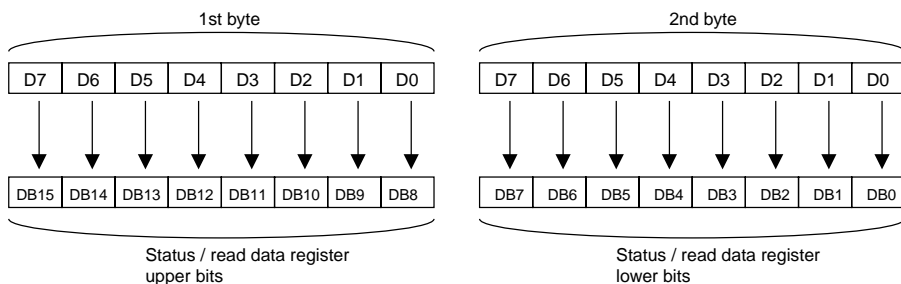 1st byte
D7 D6 D5 D4 D3 D2 D1 D0
DB15 DB14 DB13 DB12 DB11 DB10 DB9 DB8
Status / read data register
upper bits
2nd byte
D7 D6 D5 D4 D3 D2 D1 D0
DB7 DB6 DB5 DB4 DB3 DB2 DB1 DB0
Status / read data register
lower bits